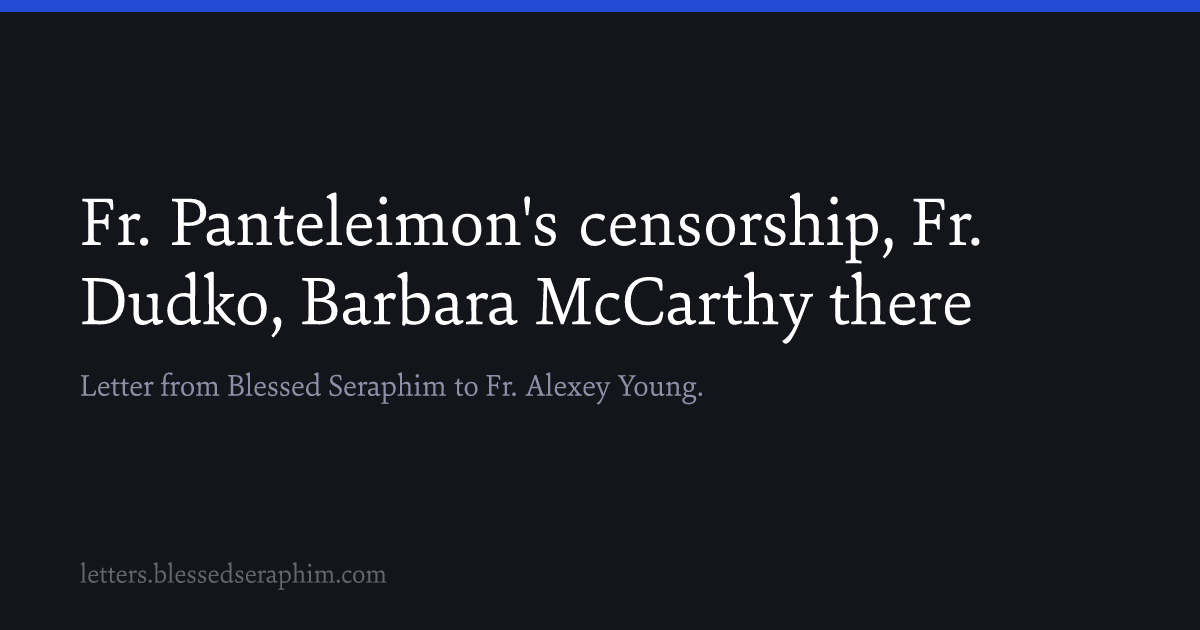 Fr. Panteleimon's censorship, Fr.
Dudko, Barbara McCarthy there
Letter from Blessed Seraphim to Fr. Alexey Young.
letters.blessedseraphim.com